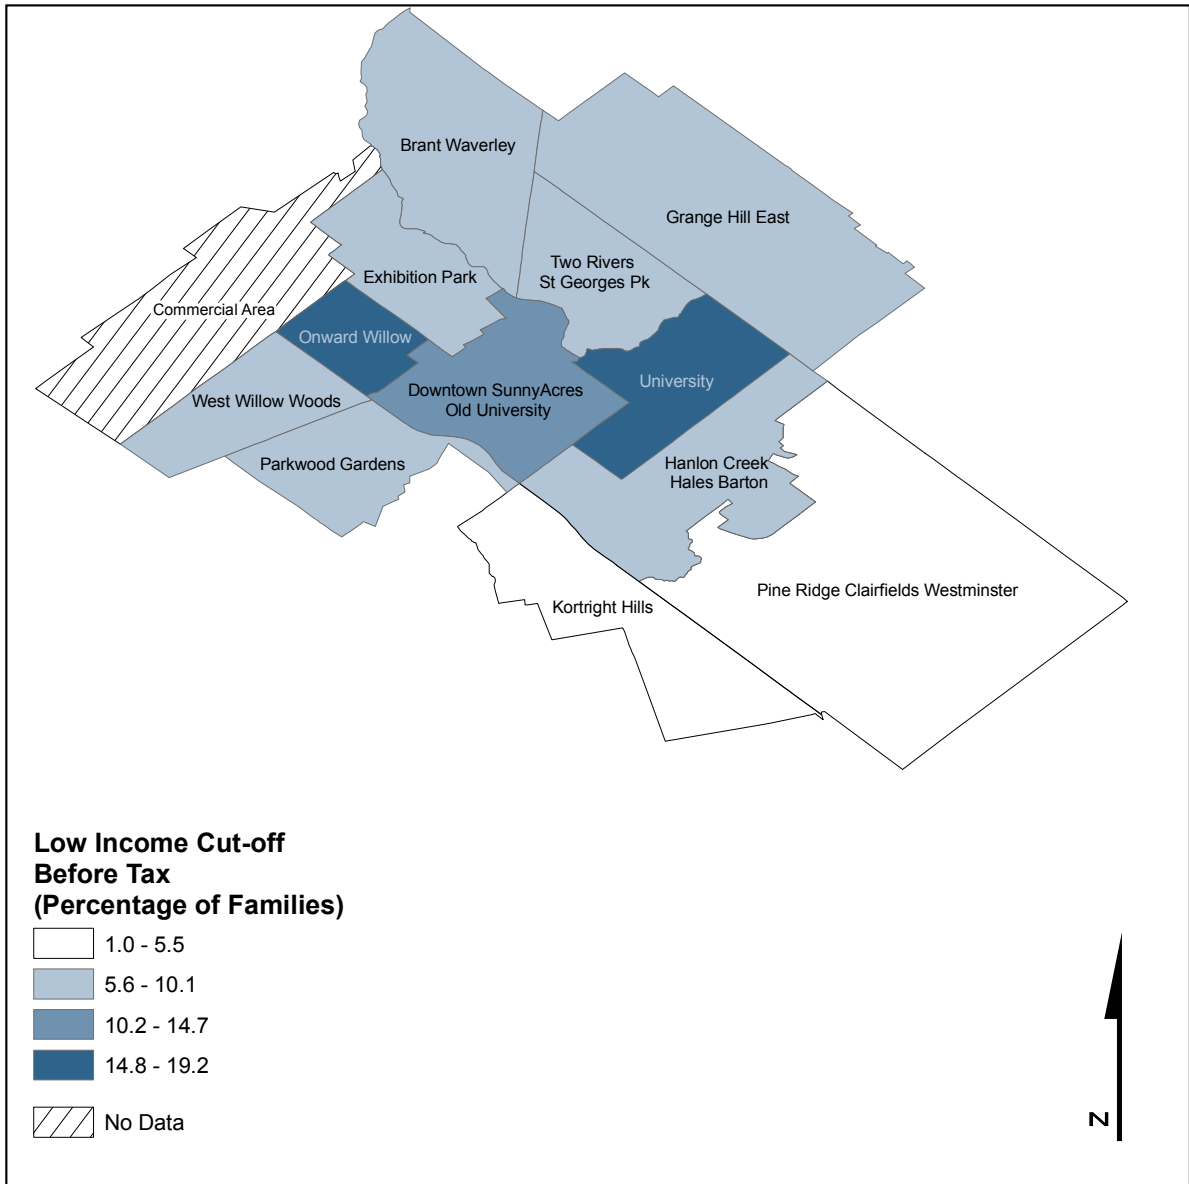 Brant Waverley
Grange Hill East
Two Rivers
St Georges Pk
Exhibition Park
Commercial Area
Onward Willow
University
Downtown SunnyAcres
Old University
West Willow Woods
Parkwood Gardens
Hanlon Creek
Hales Barton
Pine Ridge Clairfields Westminster
Kortright Hills
Low Income Cut-off
Before Tax
(Percentage of Families)
1.0 - 5.5
5.6 - 10.1
10.2 - 14.7
14.8 - 19.2
No Data
N